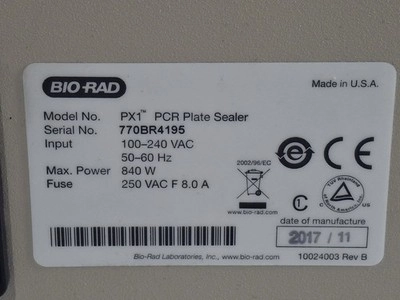 BIO-RAD
Made in U.S.A.
Model No. PX1™ PCR Plate Sealer
Serial No. 770BR4195
Input 100-240 VAC
50-60 Hz
Max. Power 840 W
Fuse 250 VAC F 8.0 A
2002/96/EC
www.bio-rad.com
date of manufacture
2017 / 11
Bio-Rad Laboratories, Inc., www.bio-rad.com
10024003 Rev B